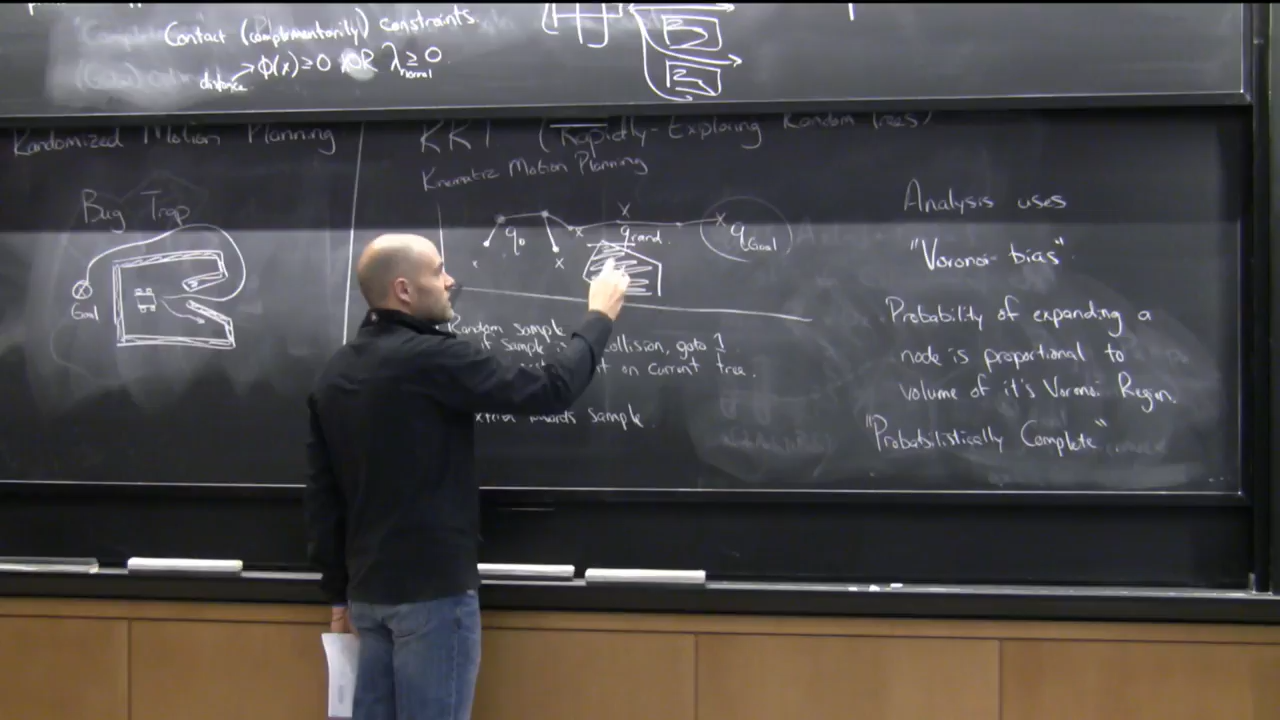 Contact (complementarity) constraints.
distance → Φ(x) ≥ 0 XOR λ normal ≥ 0
Randomized Motion Planning
RRT (Rapidly-Exploring Random Trees)
Kinematic Motion Planning
Bug Trap
Goal
q0
qrand.
qGoal
x
x
x
x
Random sample
if sample collision, goto 1
on current tree.
towards sample.
Analysis uses
"Voronoi bias"
Probability of expanding a
node is proportional to
volume of it's Voronoi Region.
"Probabilistically Complete"